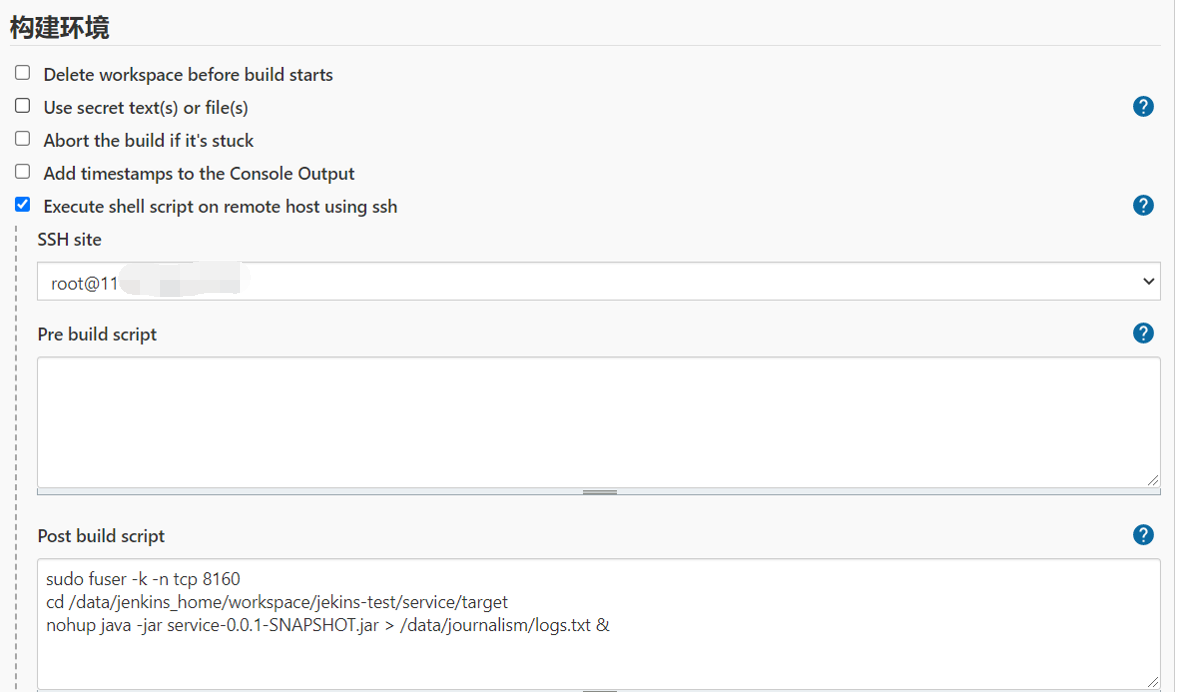 构建环境
Delete workspace before build starts
Use secret text(s) or file(s)
Abort the build if it's stuck
Add timestamps to the Console Output
Execute shell script on remote host using ssh
SSH site
root@11
Pre build script
Post build script
sudo fuser -k -n tcp 8160
cd /data/jenkins_home/workspace/jekins-test/service/target
nohup java -jar service-0.0.1-SNAPSHOT.jar > /data/journalism/logs.txt &